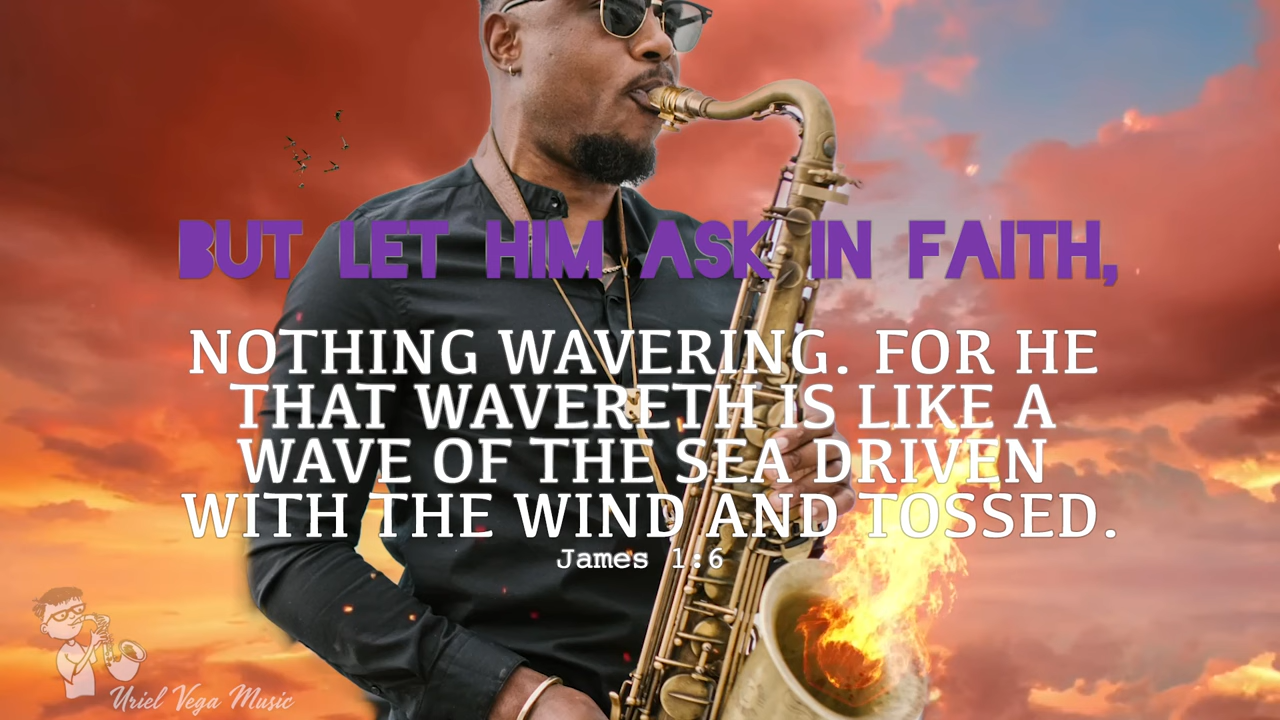 BUT LET HIM ASK IN FAITH,
NOTHING WAVERING. FOR HE
THAT WAVERETH IS LIKE A
WAVE OF THE SEA DRIVEN
WITH THE WIND AND TOSSED.
James 1:6
Uriel Vega Music